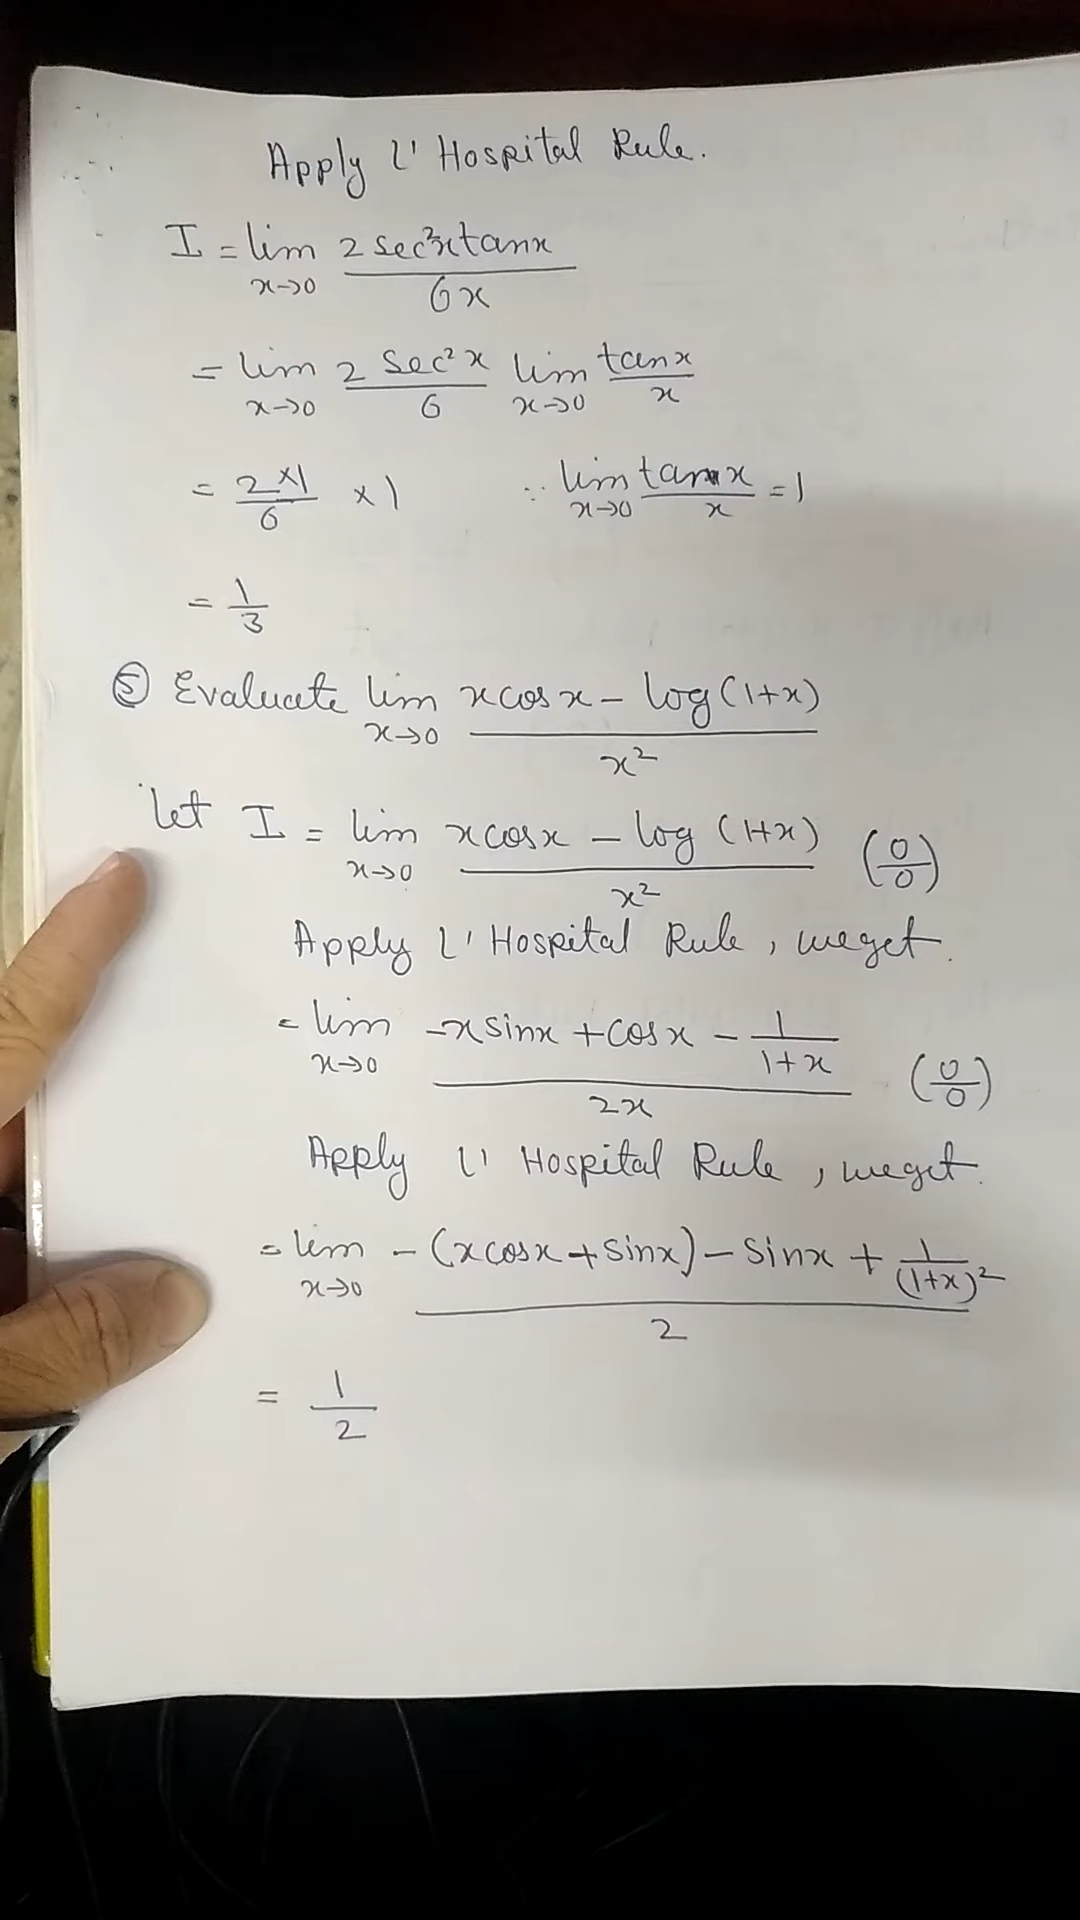 Apply L' Hospital Rule.
I = lim x→0 2 sec²x tanx / 6x
= lim x→0 2 Sec² x / 6 lim x→0 tanx / x
= 2×1 / 6 × 1 ∵ lim x→0 tanx / x = 1
= 1/3
⑤ Evaluate lim x→0 x cos x - log (1+x) / x²
Let I = lim x→0 x cosx - log (1+x) / x² (0/0)
Apply L' Hospital Rule, we get.
= lim x→0 -x sinx + cos x - 1/(1+x) / 2x (0/0)
Apply L' Hospital Rule, we get.
= lim x→0 - (x cosx + sinx) - sinx + 1/(1+x)² / 2
= 1/2